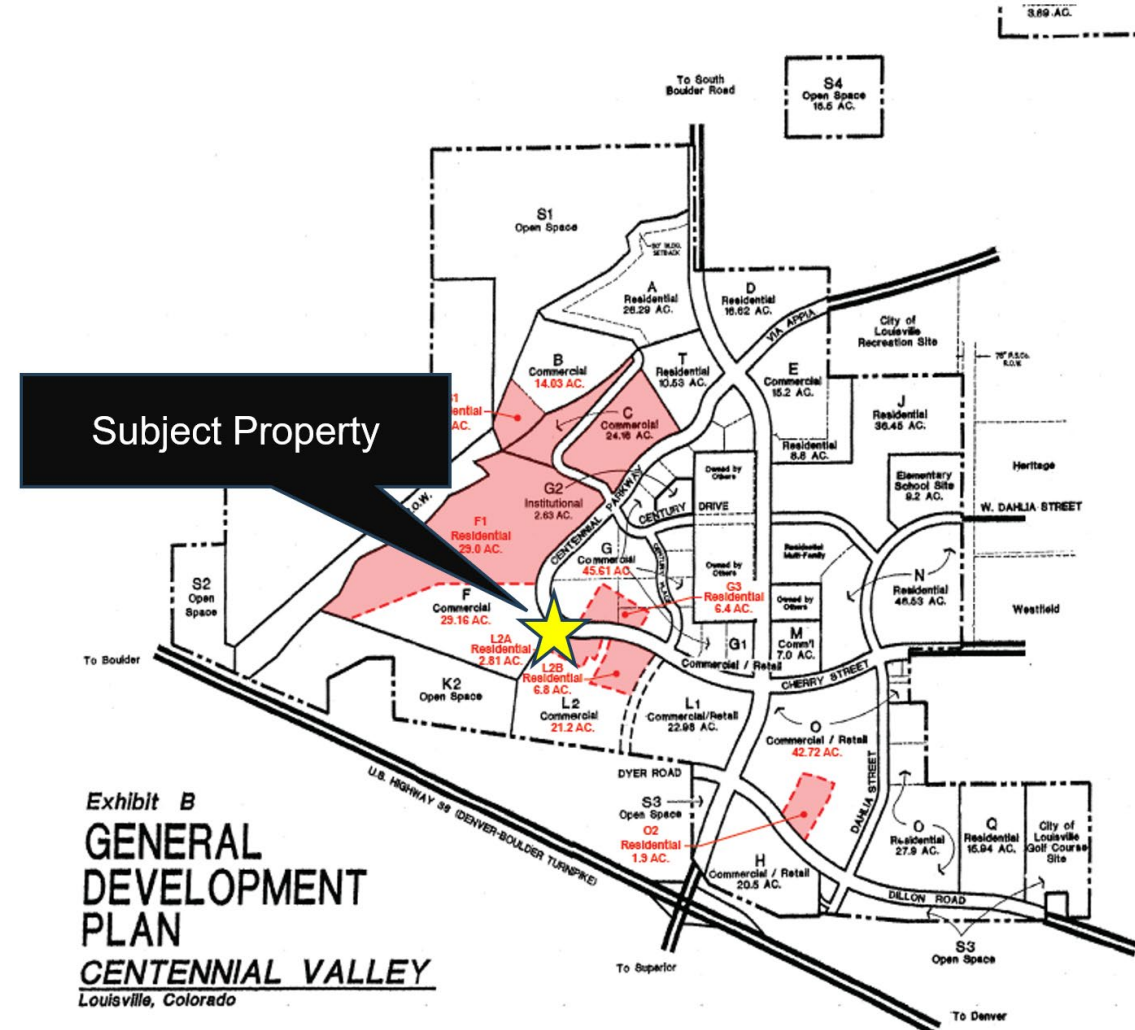 3.89 AC.
To South
Boulder Road
S4
Open Space
16.5 AC.
S1
Open Space
50' BLDG.
SETBACK
A
Residential
26.29 AC.
D
Residential
16.62 AC.
VIA APPIA
City of
Louisville
Recreation Site
B
Commercial
14.03 AC.
T
Residential
10.53 AC.
E
Commercial
15.2 AC.
R.O.W.
J
Residential
36.45 AC.
Subject Property
AC.
C
Commercial
24.16 AC.
Residential
8.8 AC.
Owned by
Others
Elementary
School Site
9.2 AC.
Heritage
W. DAHLIA STREET
G2
Institutional
2.63 AC.
CENTENNIAL PARKWAY
CENTURY DRIVE
F1
Residential
29.0 AC.
G
Commercial
45.61 AC.
CENTURY PLACE
Owned by
Others
Residential
Multi-Family
N
Residential
46.53 AC.
Westfield
S2
Open
Space
F
Commercial
29.16 AC.
G3
Residential
6.4 AC.
Owned by
Others
L2A
Residential
2.81 AC.
G1
Commercial / Retail
M
Comm'l
7.0 AC.
CHERRY STREET
To Boulder
K2
Open Space
L2B
Residential
6.8 AC.
L2
Commercial
21.2 AC.
L1
Commercial/Retail
22.98 AC.
O
Commercial / Retail
42.72 AC.
DYER ROAD
U.S. HIGHWAY 36 (DENVER-BOULDER TURNPIKE)
S3
Open Space
O2
Residential
1.9 AC.
DAHLIA STREET
O
Residential
27.9 AC.
Q
Residential
15.94 AC.
City of
Louisville
Golf Course
Site
H
Commercial / Retail
20.5 AC.
DILLON ROAD
S3
Open Space
To Superior
To Denver
Exhibit B
GENERAL
DEVELOPMENT
PLAN
CENTENNIAL VALLEY
Louisville, Colorado